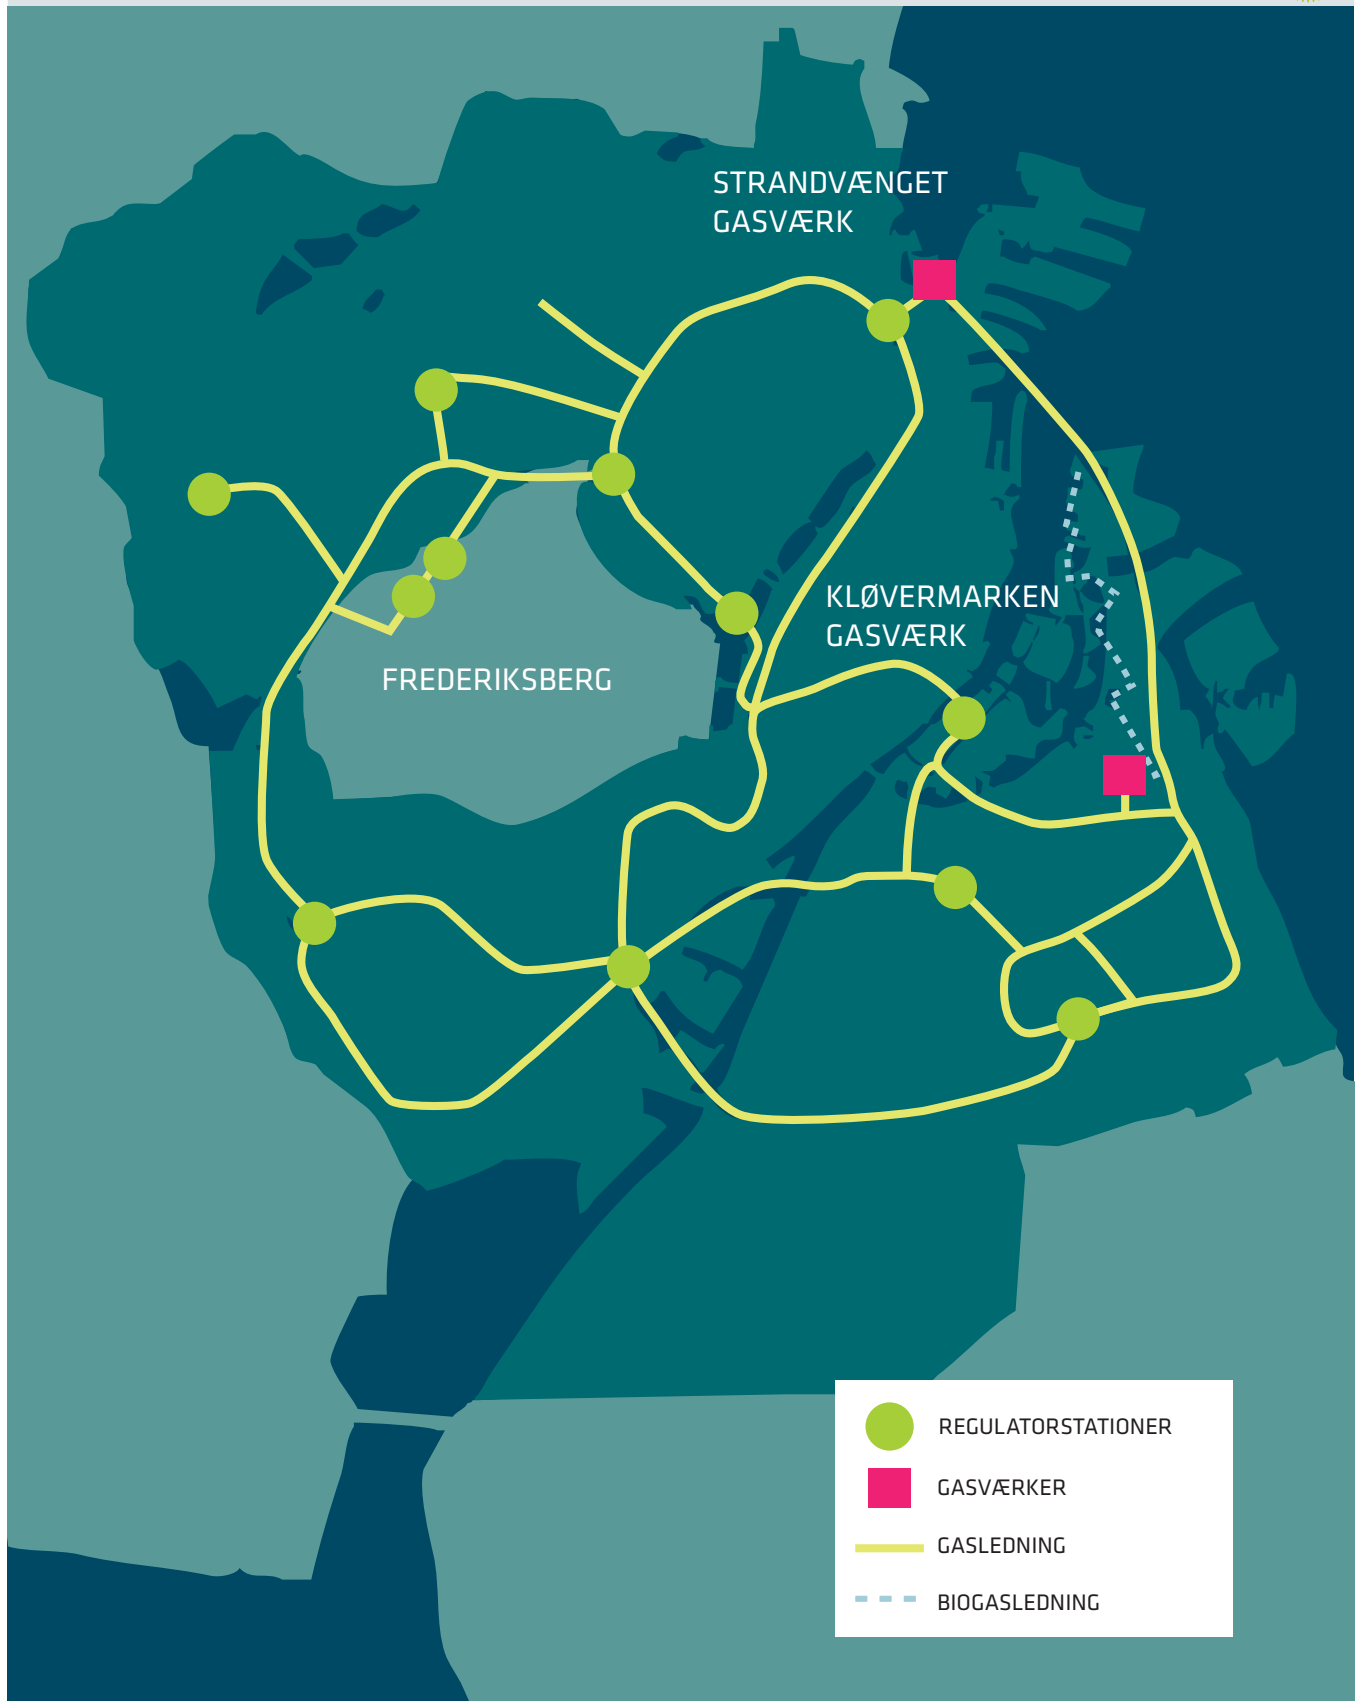 STRANDVÆNGET
GASVÆRK
KLØVERMARKEN
GASVÆRK
FREDERIKSBERG
REGULATORSTATIONER
GASVÆRKER
GASLEDNING
BIOGASLEDNING